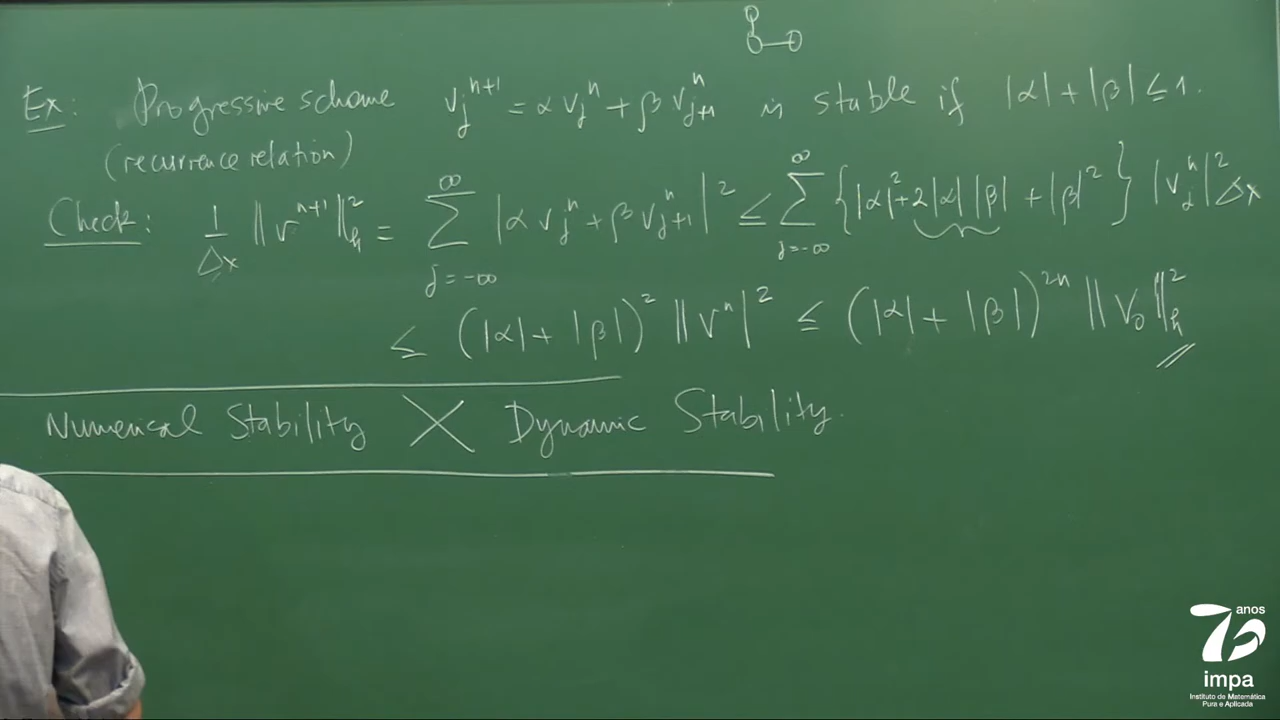 Ex: Progressive scheme v_j^{n+1} = α v_j^n + β v_{j+1}^n is stable if |α| + |β| ≤ 1.
(recurrence relation)
Check: 1/Δx ‖v^{n+1}‖_h^2 = ∑_{j=-∞}^{∞} |α v_j^n + β v_{j+1}^n|^2 ≤ ∑_{j=-∞}^{∞} {|α|^2 + 2|α||β| + |β|^2} |v_j^n|^2 Δx
≤ (|α| + |β|)^2 ‖v^n|^2 ≤ (|α| + |β|)^{2n} ‖v_0‖_h^2
Numerical Stability X Dynamic Stability.
75 anos
impa
Instituto de Matemática
Pura e Aplicada